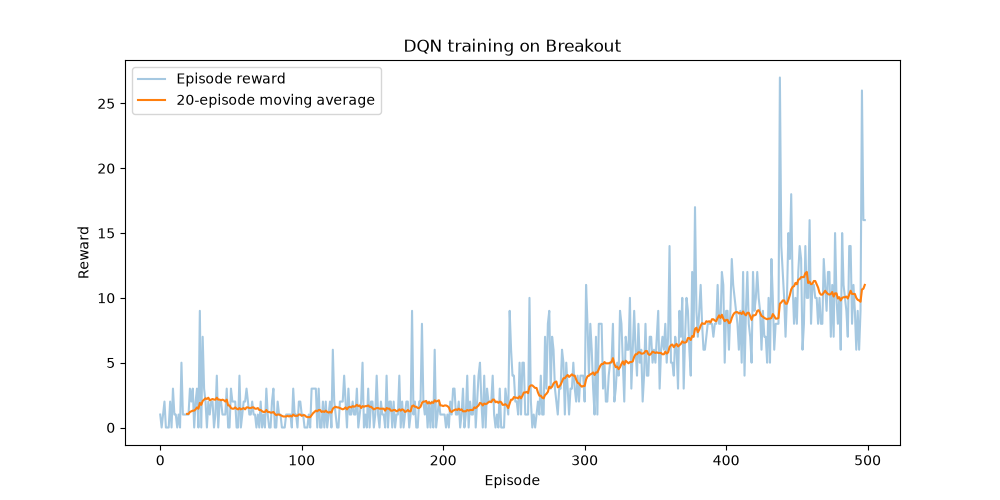 DQN training on Breakout
Episode reward
20-episode moving average
25
20
15
10
5
0
Reward
0 100 200 300 400 500
Episode